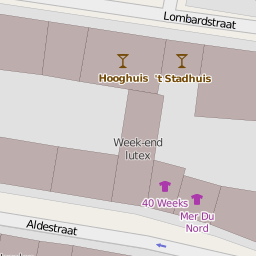 Lombardstraat
Hooghuis
't Stadhuis
Week-end
lutex
40 Weeks
Mer Du
Nord
Aldestraat